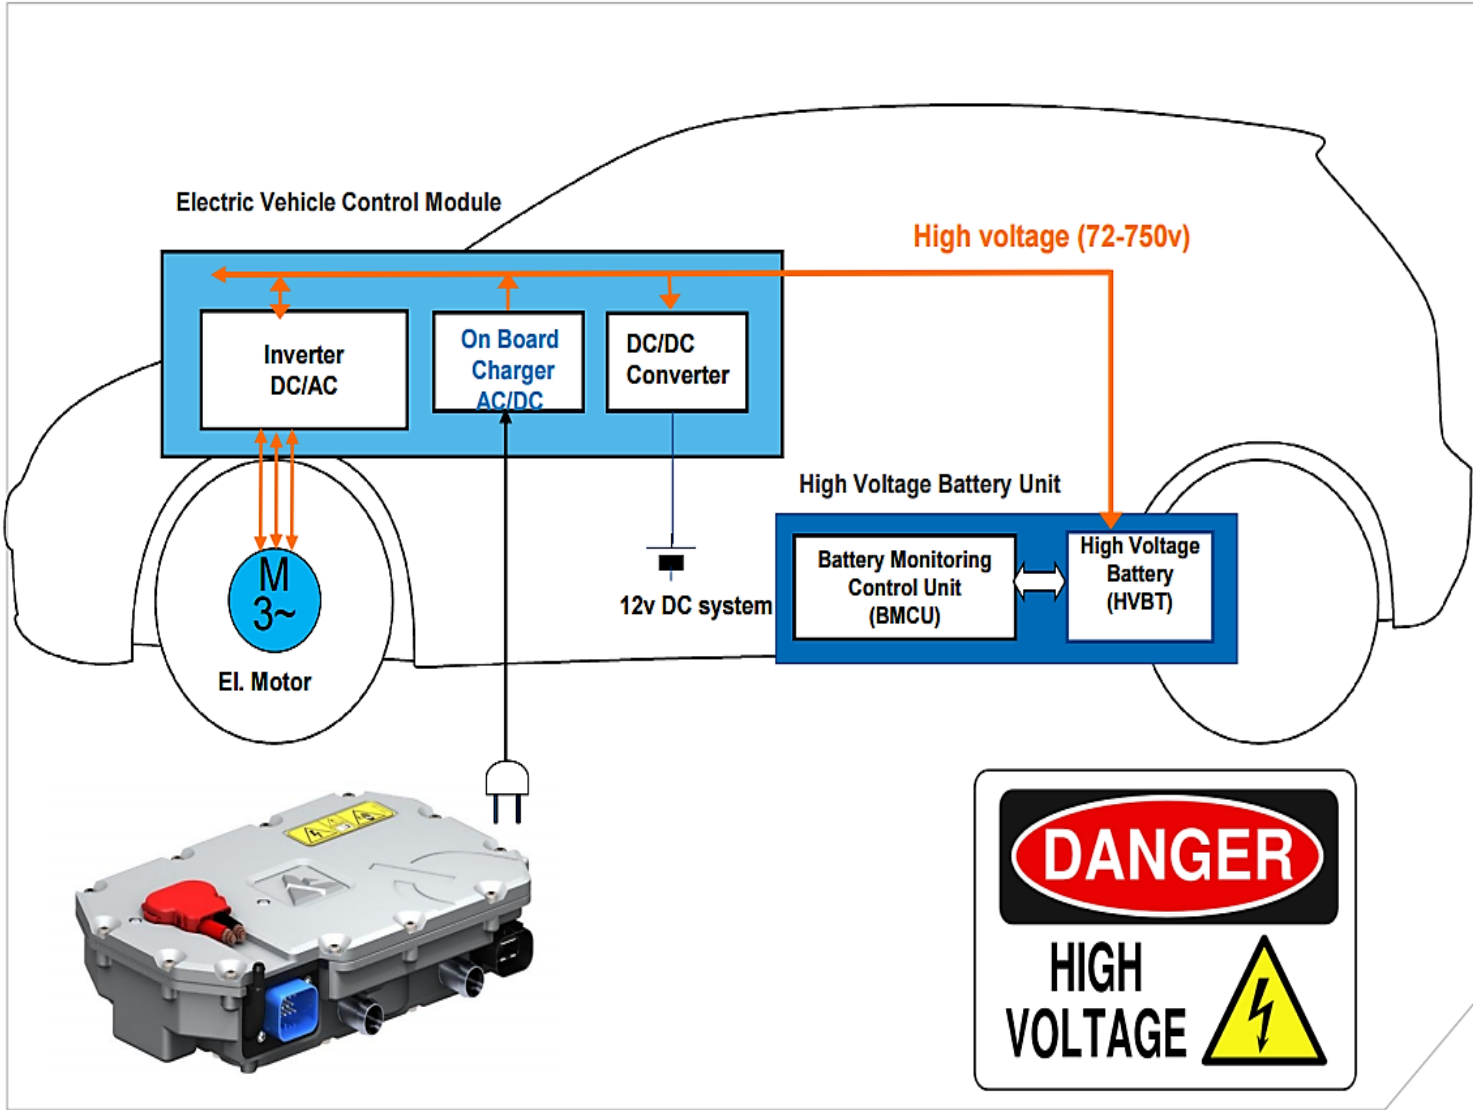 Electric Vehicle Control Module
High voltage (72-750v)
Inverter
DC/AC
On Board
Charger
AC/DC
DC/DC
Converter
High Voltage Battery Unit
Battery Monitoring
Control Unit
(BMCU)
High Voltage
Battery
(HVBT)
12v DC system
M
3~
El. Motor
DANGER
HIGH
VOLTAGE